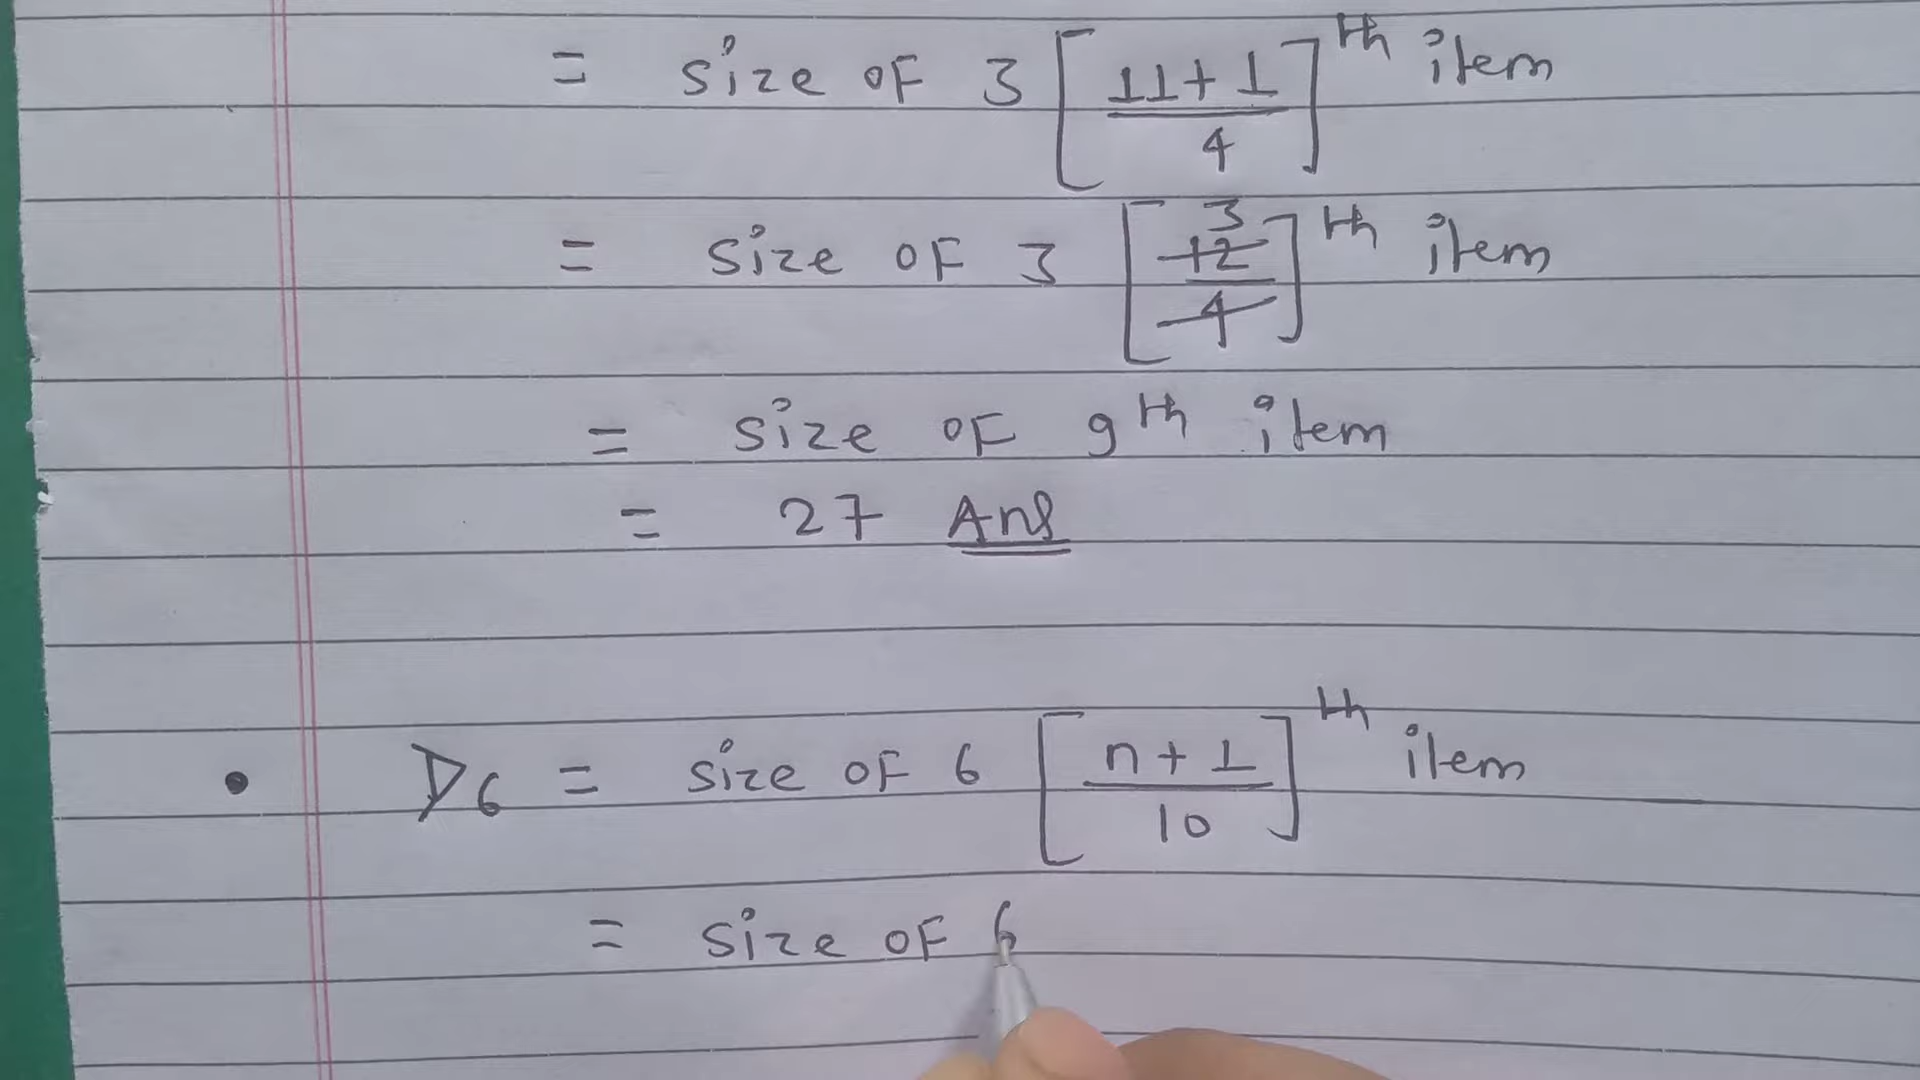 = size of 3 [ 11+1 / 4 ]th item
= size of 3 [ 3 12 / 4 ]th item
= size of 9th item
= 27 Ans
• D6 = size of 6 [ n+1 / 10 ]th item
= size of 6